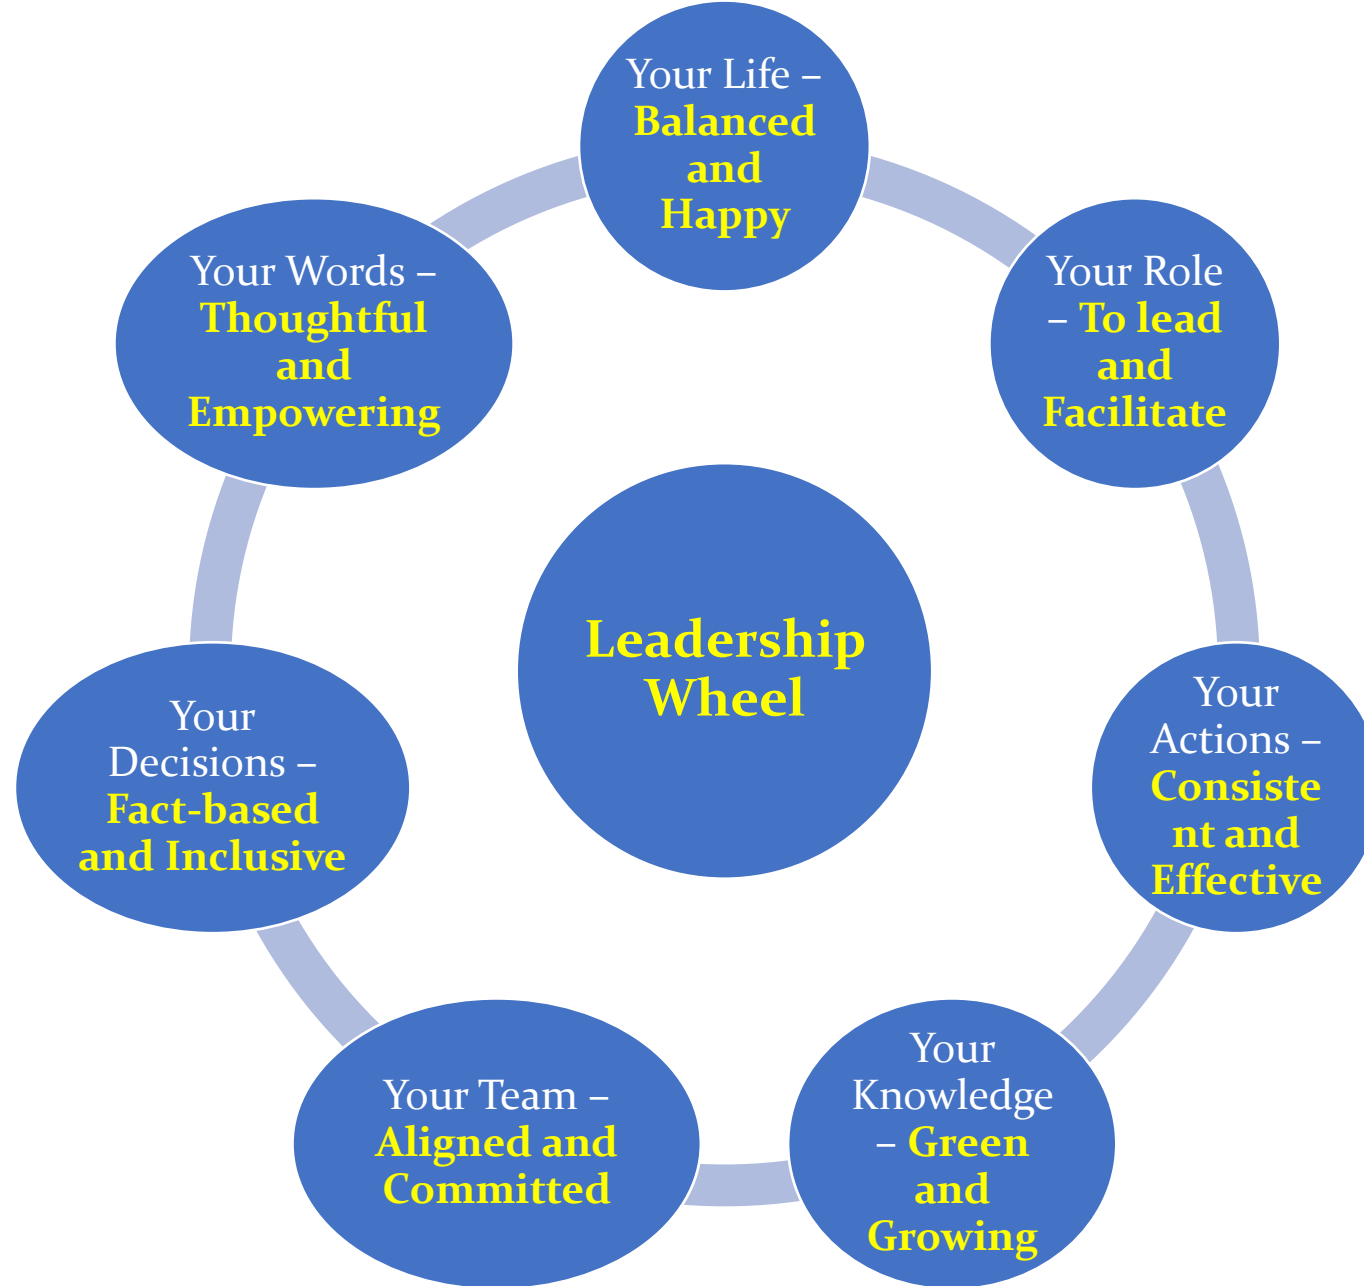 Your Life –
Balanced
and
Happy
Your Role
– To lead
and
Facilitate
Your
Actions –
Consiste
nt and
Effective
Your
Knowledge
– Green
and
Growing
Your Team –
Aligned and
Committed
Your
Decisions –
Fact-based
and Inclusive
Your Words –
Thoughtful
and
Empowering
Leadership
Wheel